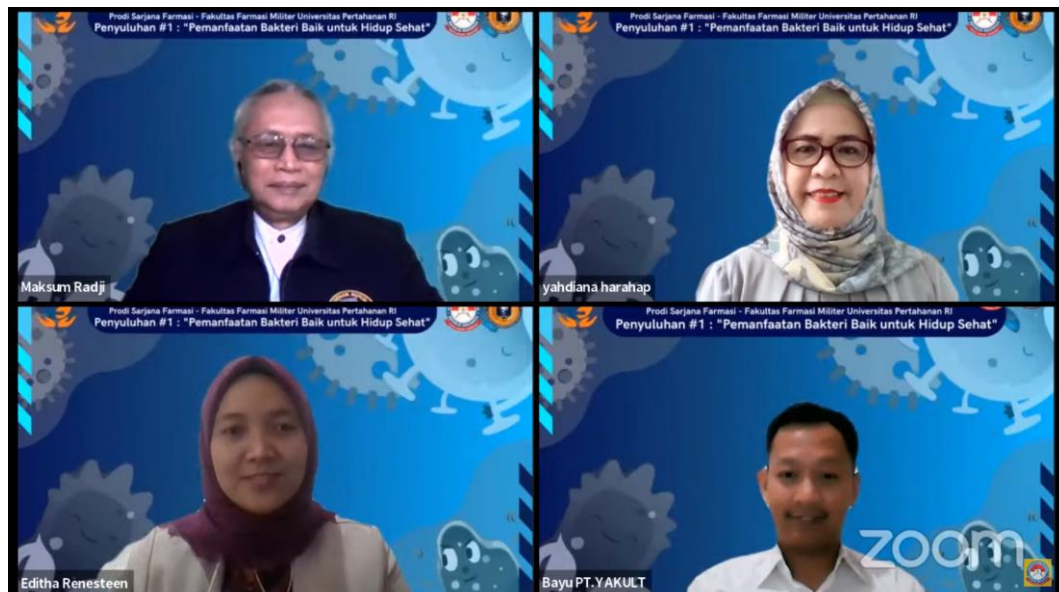 Prodi Sarjana Farmasi - Fakultas Farmasi Militer Universitas Pertahanan RI
Penyuluhan #1 : "Pemanfaatan Bakteri Baik untuk Hidup Sehat"
Prodi Sarjana Farmasi - Fakultas Farmasi Militer Universitas Pertahanan RI
Penyuluhan #1 : "Pemanfaatan Bakteri Baik untuk Hidup Sehat"
Maksum Radji
yahdiana harahap
Prodi Sarjana Farmasi - Fakultas Farmasi Militer Universitas Pertahanan RI
Penyuluhan #1 : "Pemanfaatan Bakteri Baik untuk Hidup Sehat"
Prodi Sarjana Farmasi - Fakultas Farmasi Militer Universitas Pertahanan RI
Penyuluhan #1 : "Pemanfaatan Bakteri Baik untuk Hidup Sehat"
zoom
Editha Renesteen
Bayu PT.YAKULT